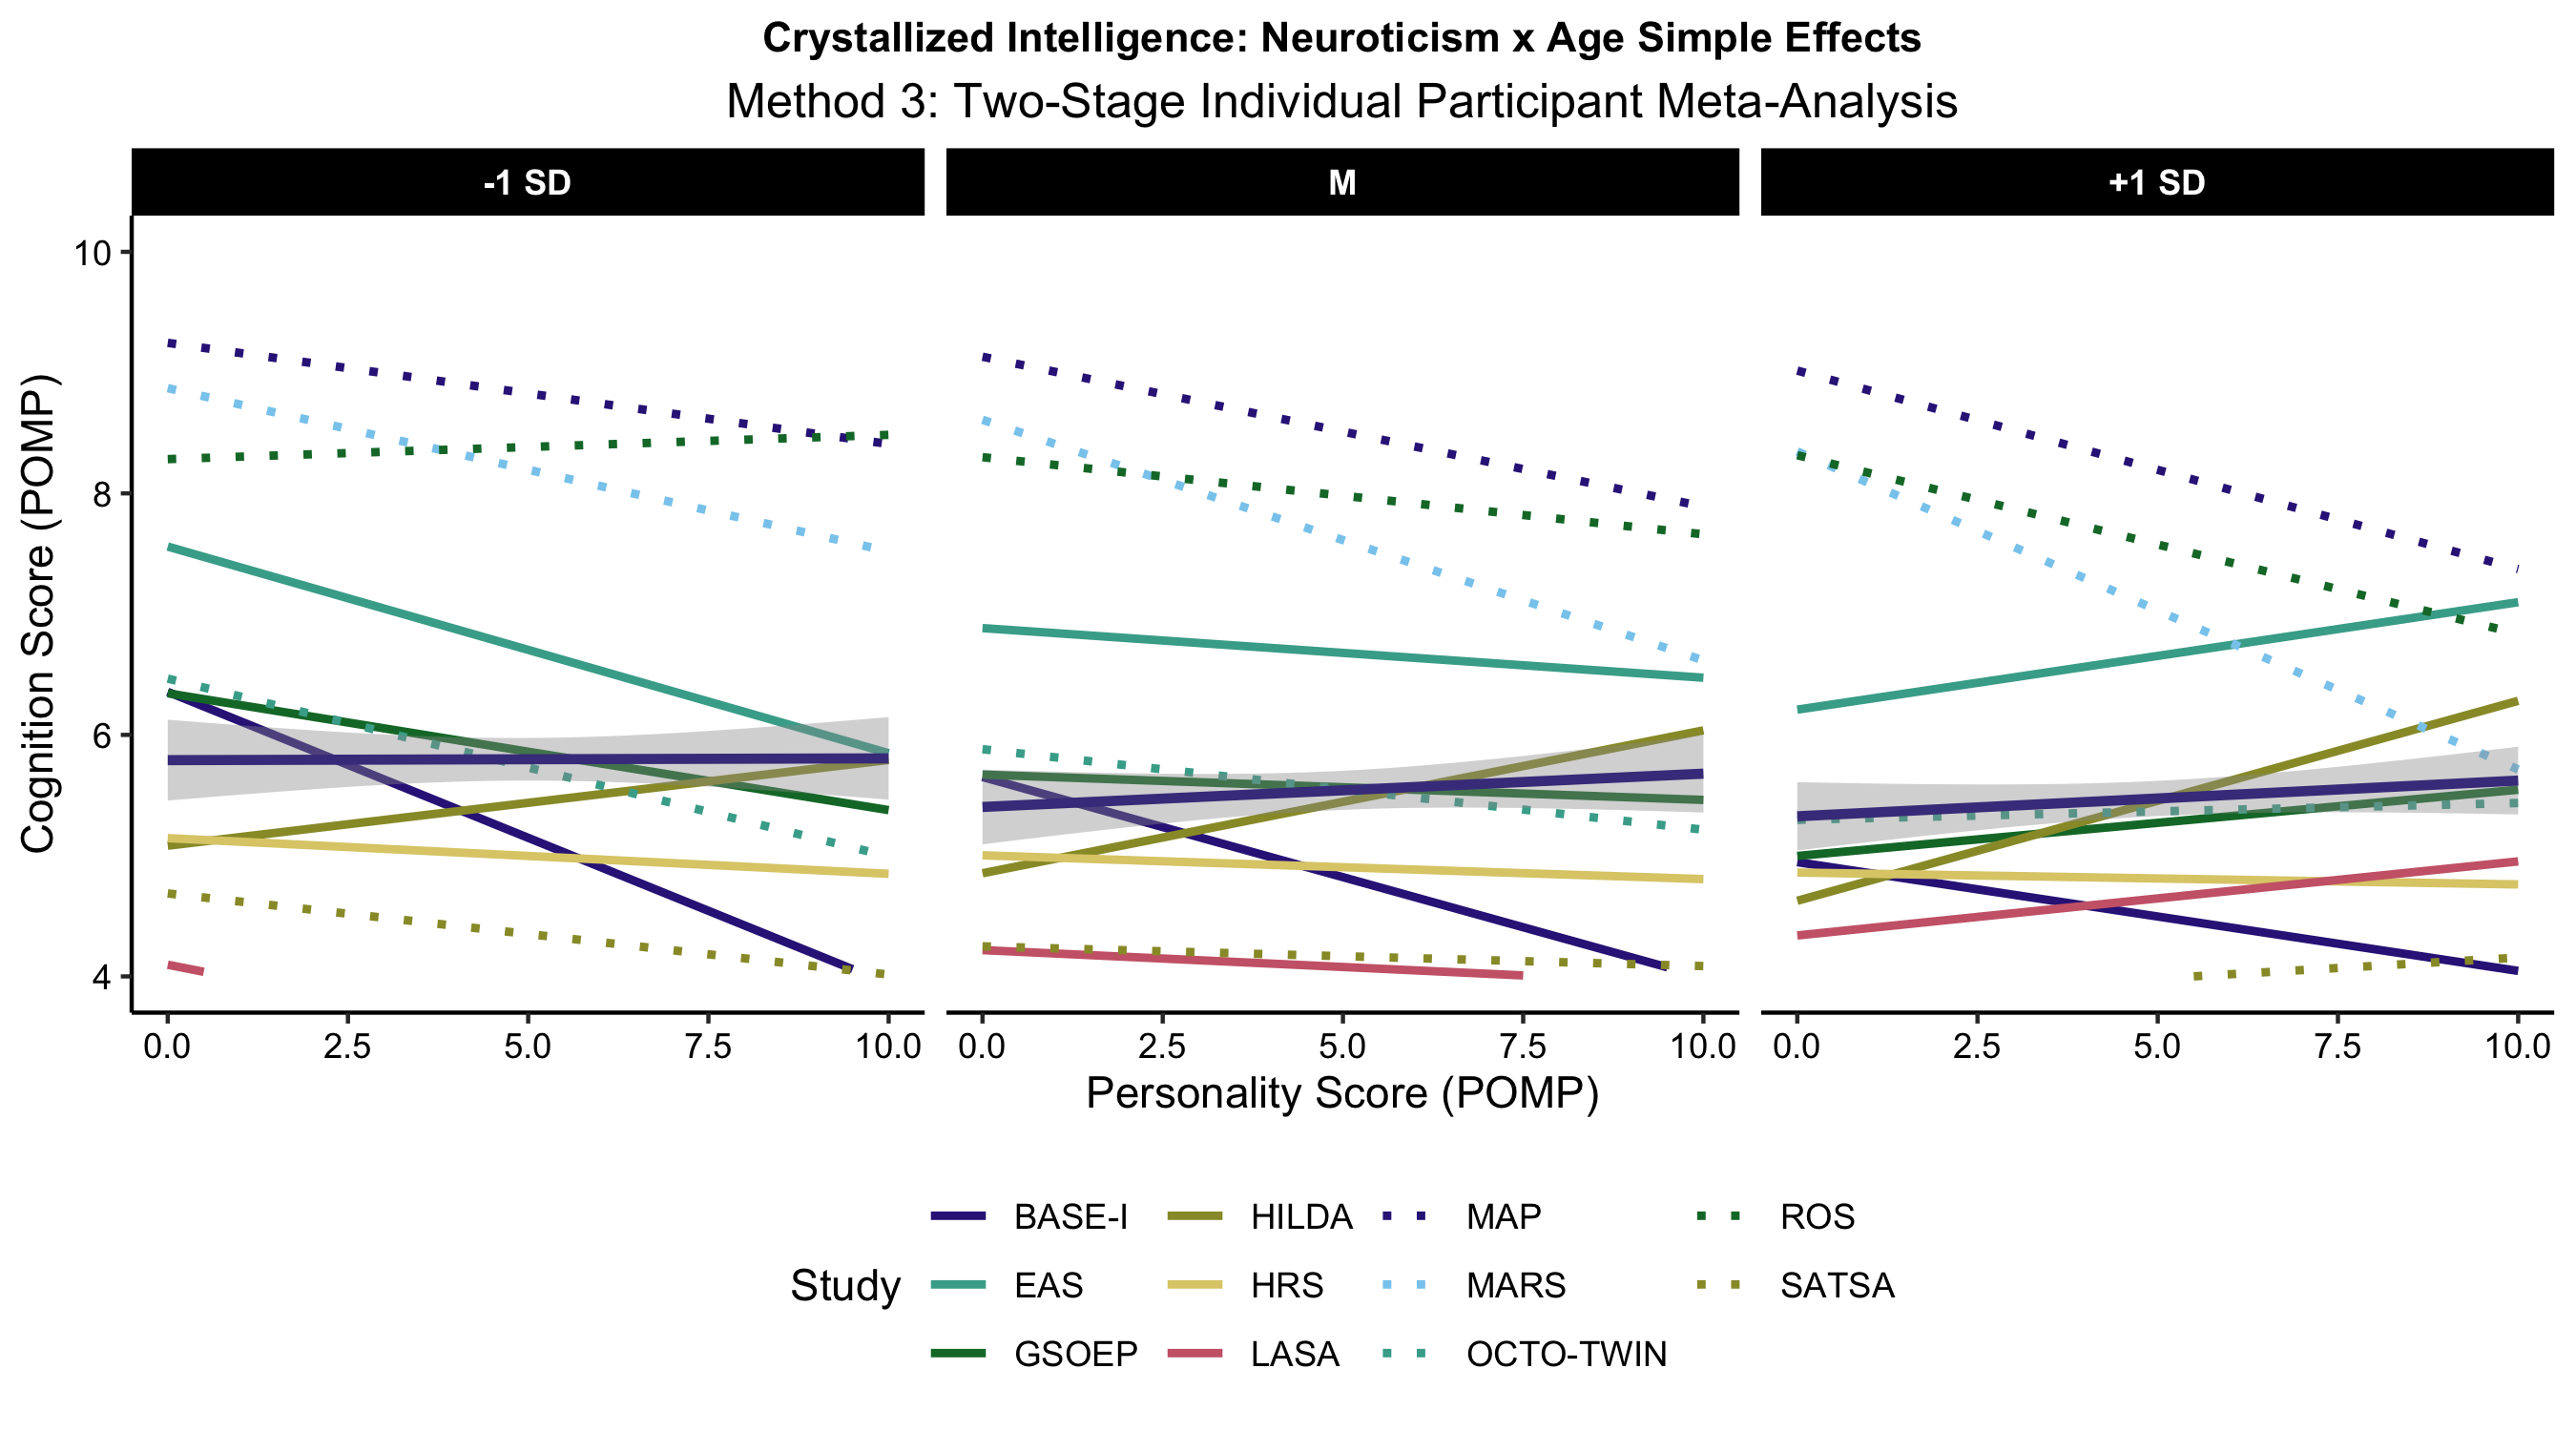 Crystallized Intelligence: Neuroticism x Age Simple Effects
Method 3: Two-Stage Individual Participant Meta-Analysis
-1 SD M +1 SD
Cognition Score (POMP)
10
8
6
4
0.0 2.5 5.0 7.5 10.0 0.0 2.5 5.0 7.5 10.0 0.0 2.5 5.0 7.5 10.0
Personality Score (POMP)
Study
BASE-I HILDA MAP ROS
EAS HRS MARS SATSA
GSOEP LASA OCTO-TWIN